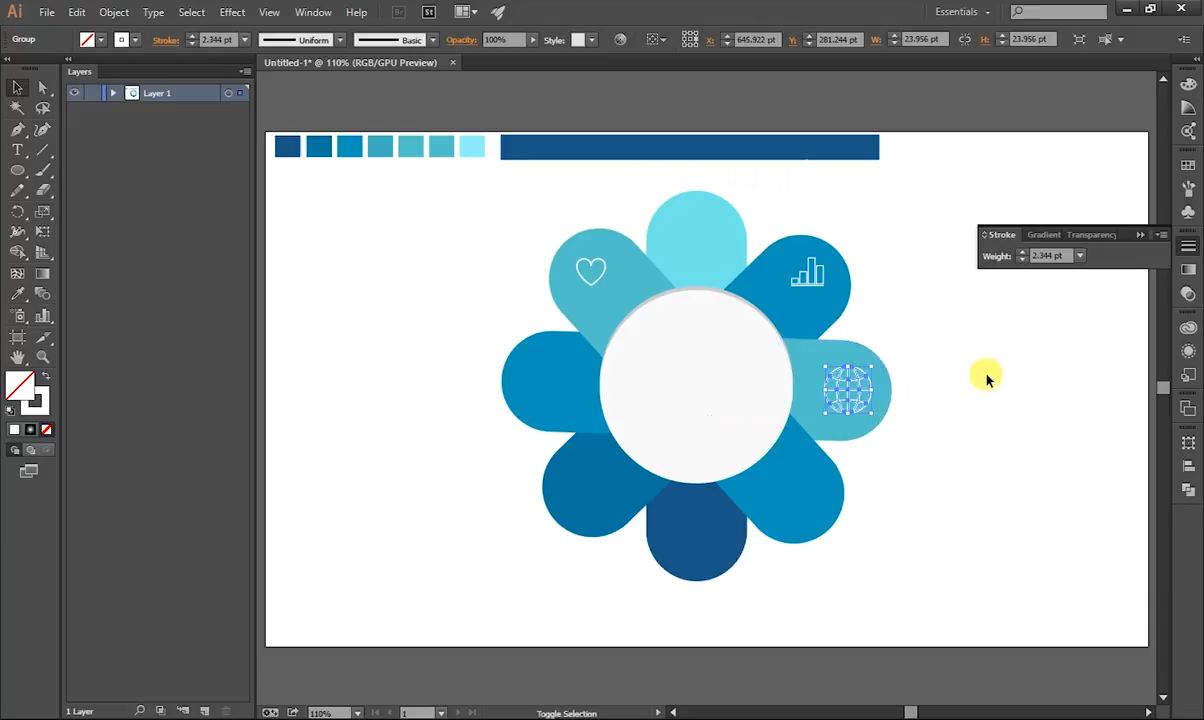 Ai File Edit Object Type Select Effect View Window Help Br St Essentials
Group Stroke: 2.344 pt Uniform Basic Opacity: 100% Style: X: 645.922 pt Y: 281.244 pt W: 23.956 pt H: 23.956 pt
Untitled-1* @ 110% (RGB/GPU Preview)
Layers
Layer 1
Stroke Gradient Transparency
Weight: 2.344 pt
1 Layer 110% 1 Toggle Selection